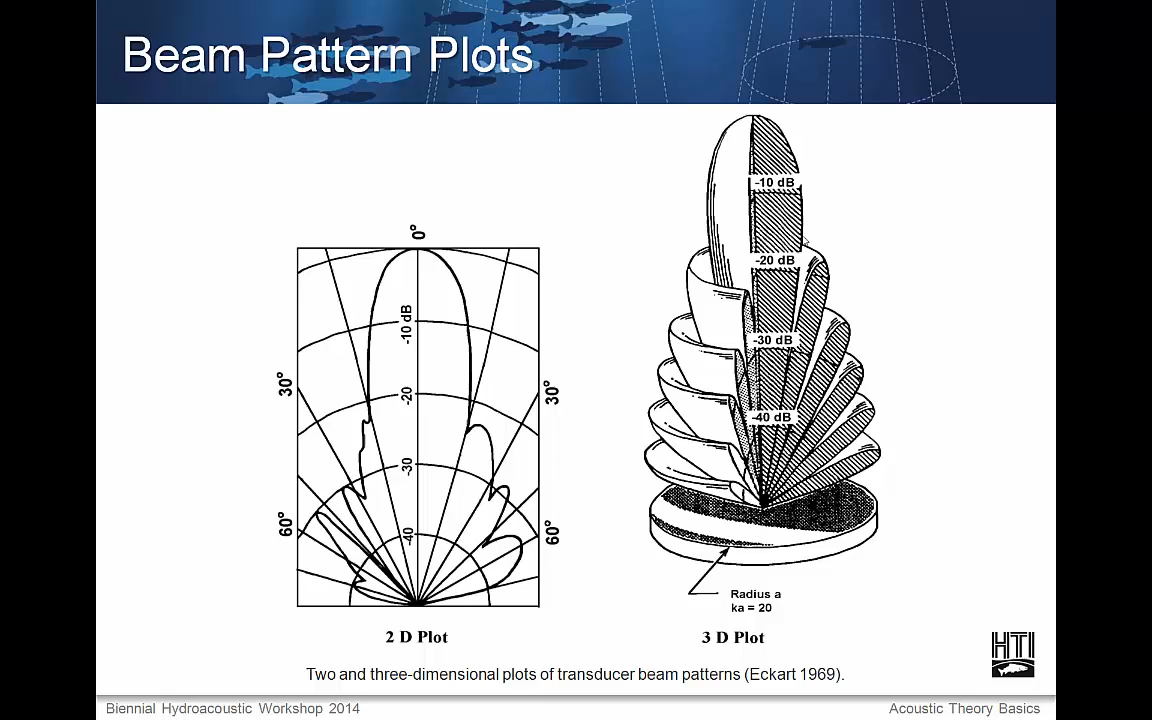 Beam Pattern Plots
0°
-10 dB
-20
-30
-40
30°
30°
60°
60°
2 D Plot
-10 dB
-20 dB
-30 dB
-40 dB
Radius a
ka = 20
3 D Plot
HTI
Two and three-dimensional plots of transducer beam patterns (Eckart 1969).
Biennial Hydroacoustic Workshop 2014
Acoustic Theory Basics